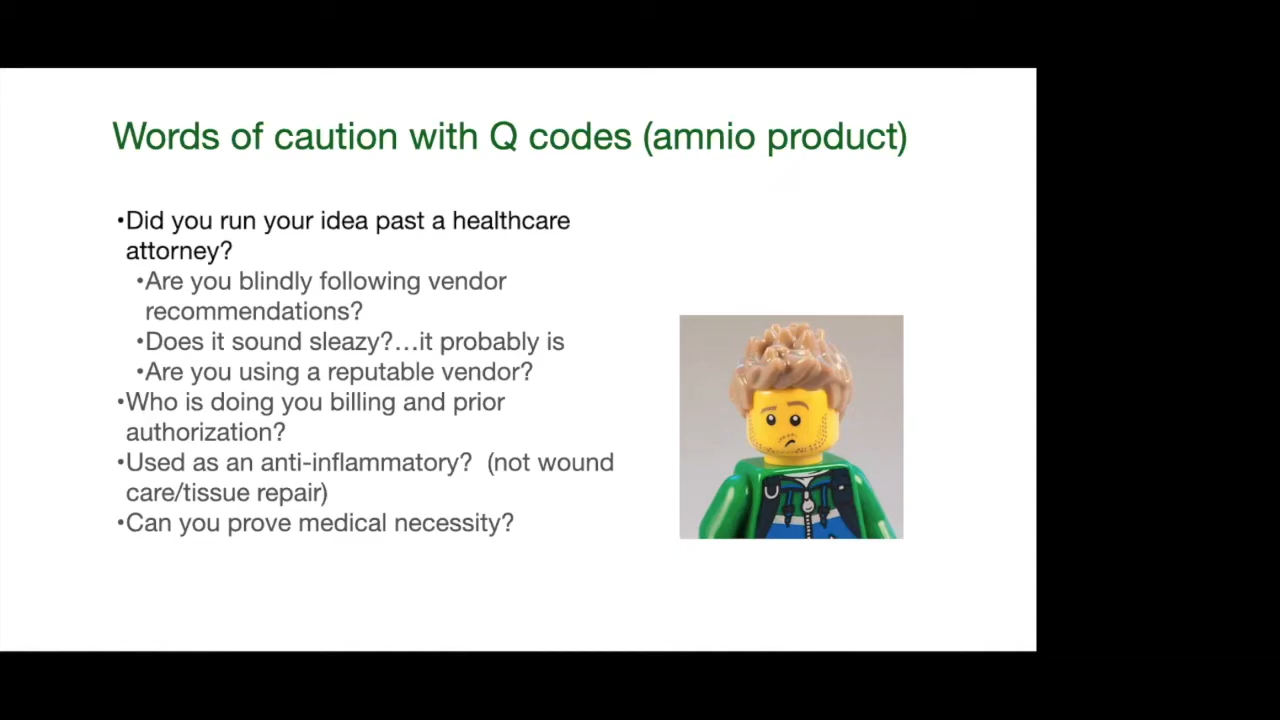 Words of caution with Q codes (amnio product)
•Did you run your idea past a healthcare
attorney?
•Are you blindly following vendor
recommendations?
•Does it sound sleazy?...it probably is
•Are you using a reputable vendor?
•Who is doing you billing and prior
authorization?
•Used as an anti-inflammatory?  (not wound
care/tissue repair)
•Can you prove medical necessity?